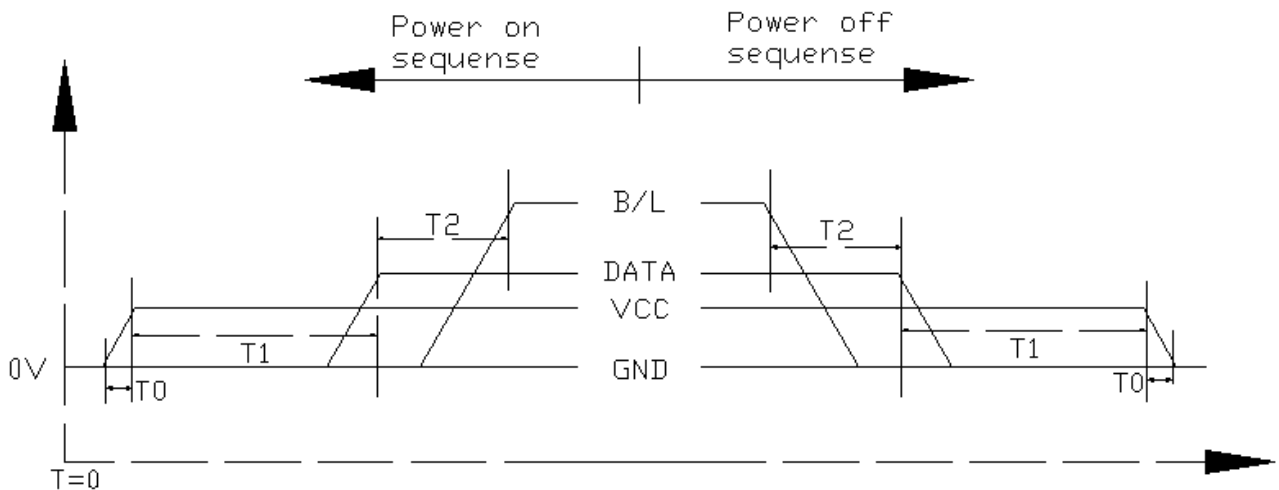 Power on
sequense
Power off
sequense
B/L
T2
T2
DATA
VCC
T1
T1
0V
GND
T0
T0
T=0